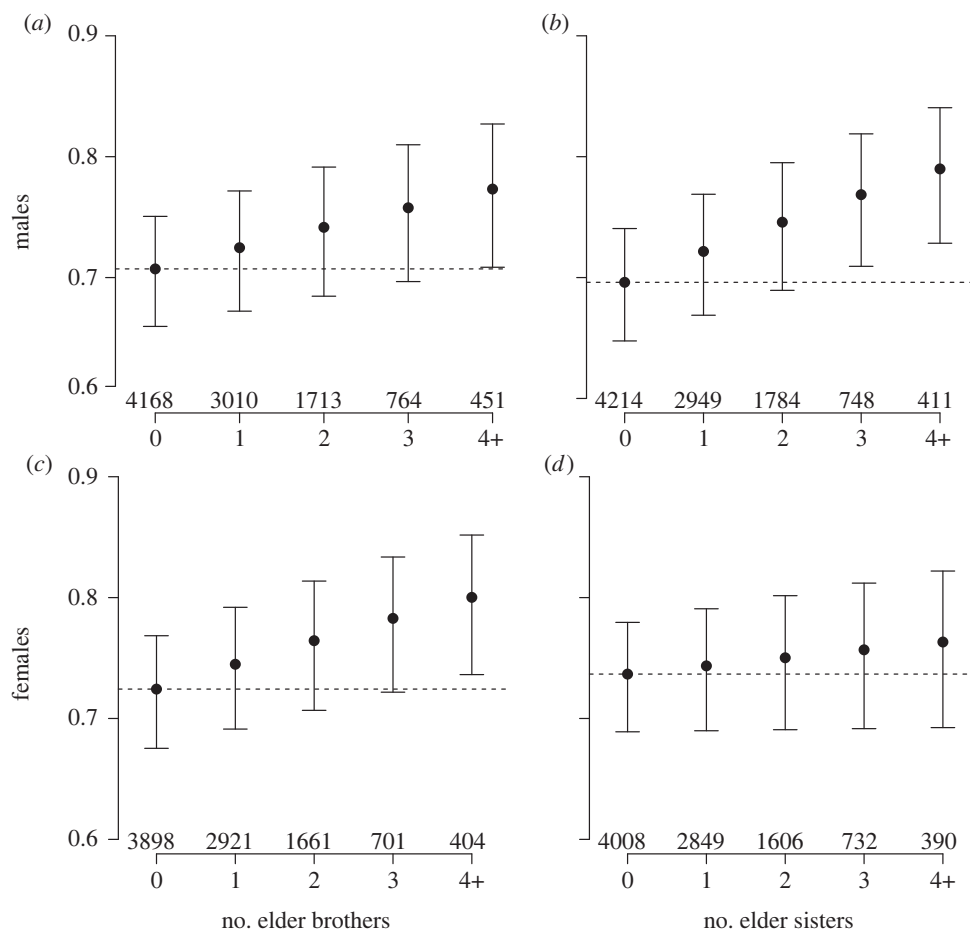 (a)
(b)
0.9
0.8
0.7
0.6
males
4168 3010 1713 764 451
0 1 2 3 4+
4214 2949 1784 748 411
0 1 2 3 4+
(c)
(d)
0.9
0.8
0.7
0.6
females
3898 2921 1661 701 404
0 1 2 3 4+
no. elder brothers
4008 2849 1606 732 390
0 1 2 3 4+
no. elder sisters